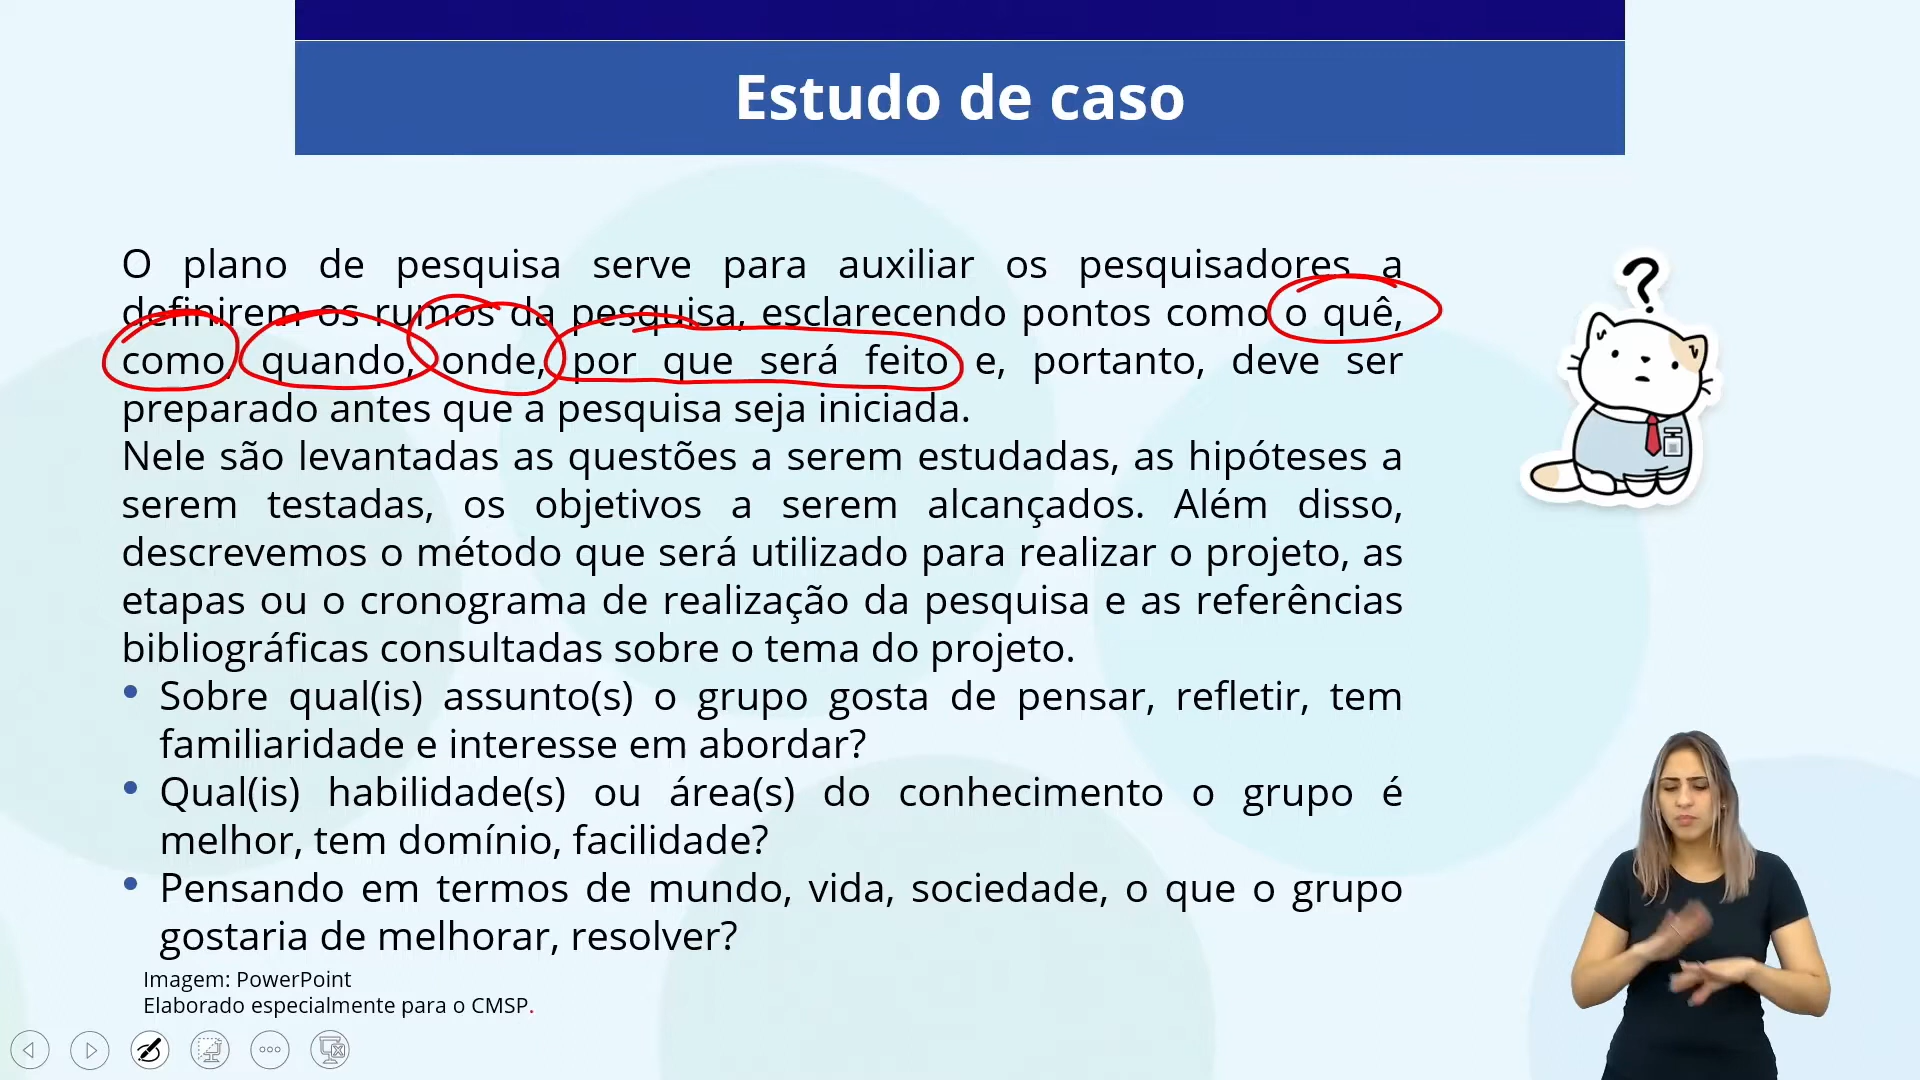 Estudo de caso
O plano de pesquisa serve para auxiliar os pesquisadores a
definirem os rumos da pesquisa, esclarecendo pontos como o quê,
como, quando, onde, por que será feito e, portanto, deve ser
preparado antes que a pesquisa seja iniciada.
Nele são levantadas as questões a serem estudadas, as hipóteses a
serem testadas, os objetivos a serem alcançados. Além disso,
descrevemos o método que será utilizado para realizar o projeto, as
etapas ou o cronograma de realização da pesquisa e as referências
bibliográficas consultadas sobre o tema do projeto.
• Sobre qual(is) assunto(s) o grupo gosta de pensar, refletir, tem
familiaridade e interesse em abordar?
• Qual(is) habilidade(s) ou área(s) do conhecimento o grupo é
melhor, tem domínio, facilidade?
• Pensando em termos de mundo, vida, sociedade, o que o grupo
gostaria de melhorar, resolver?
Imagem: PowerPoint
Elaborado especialmente para o CMSP.
?